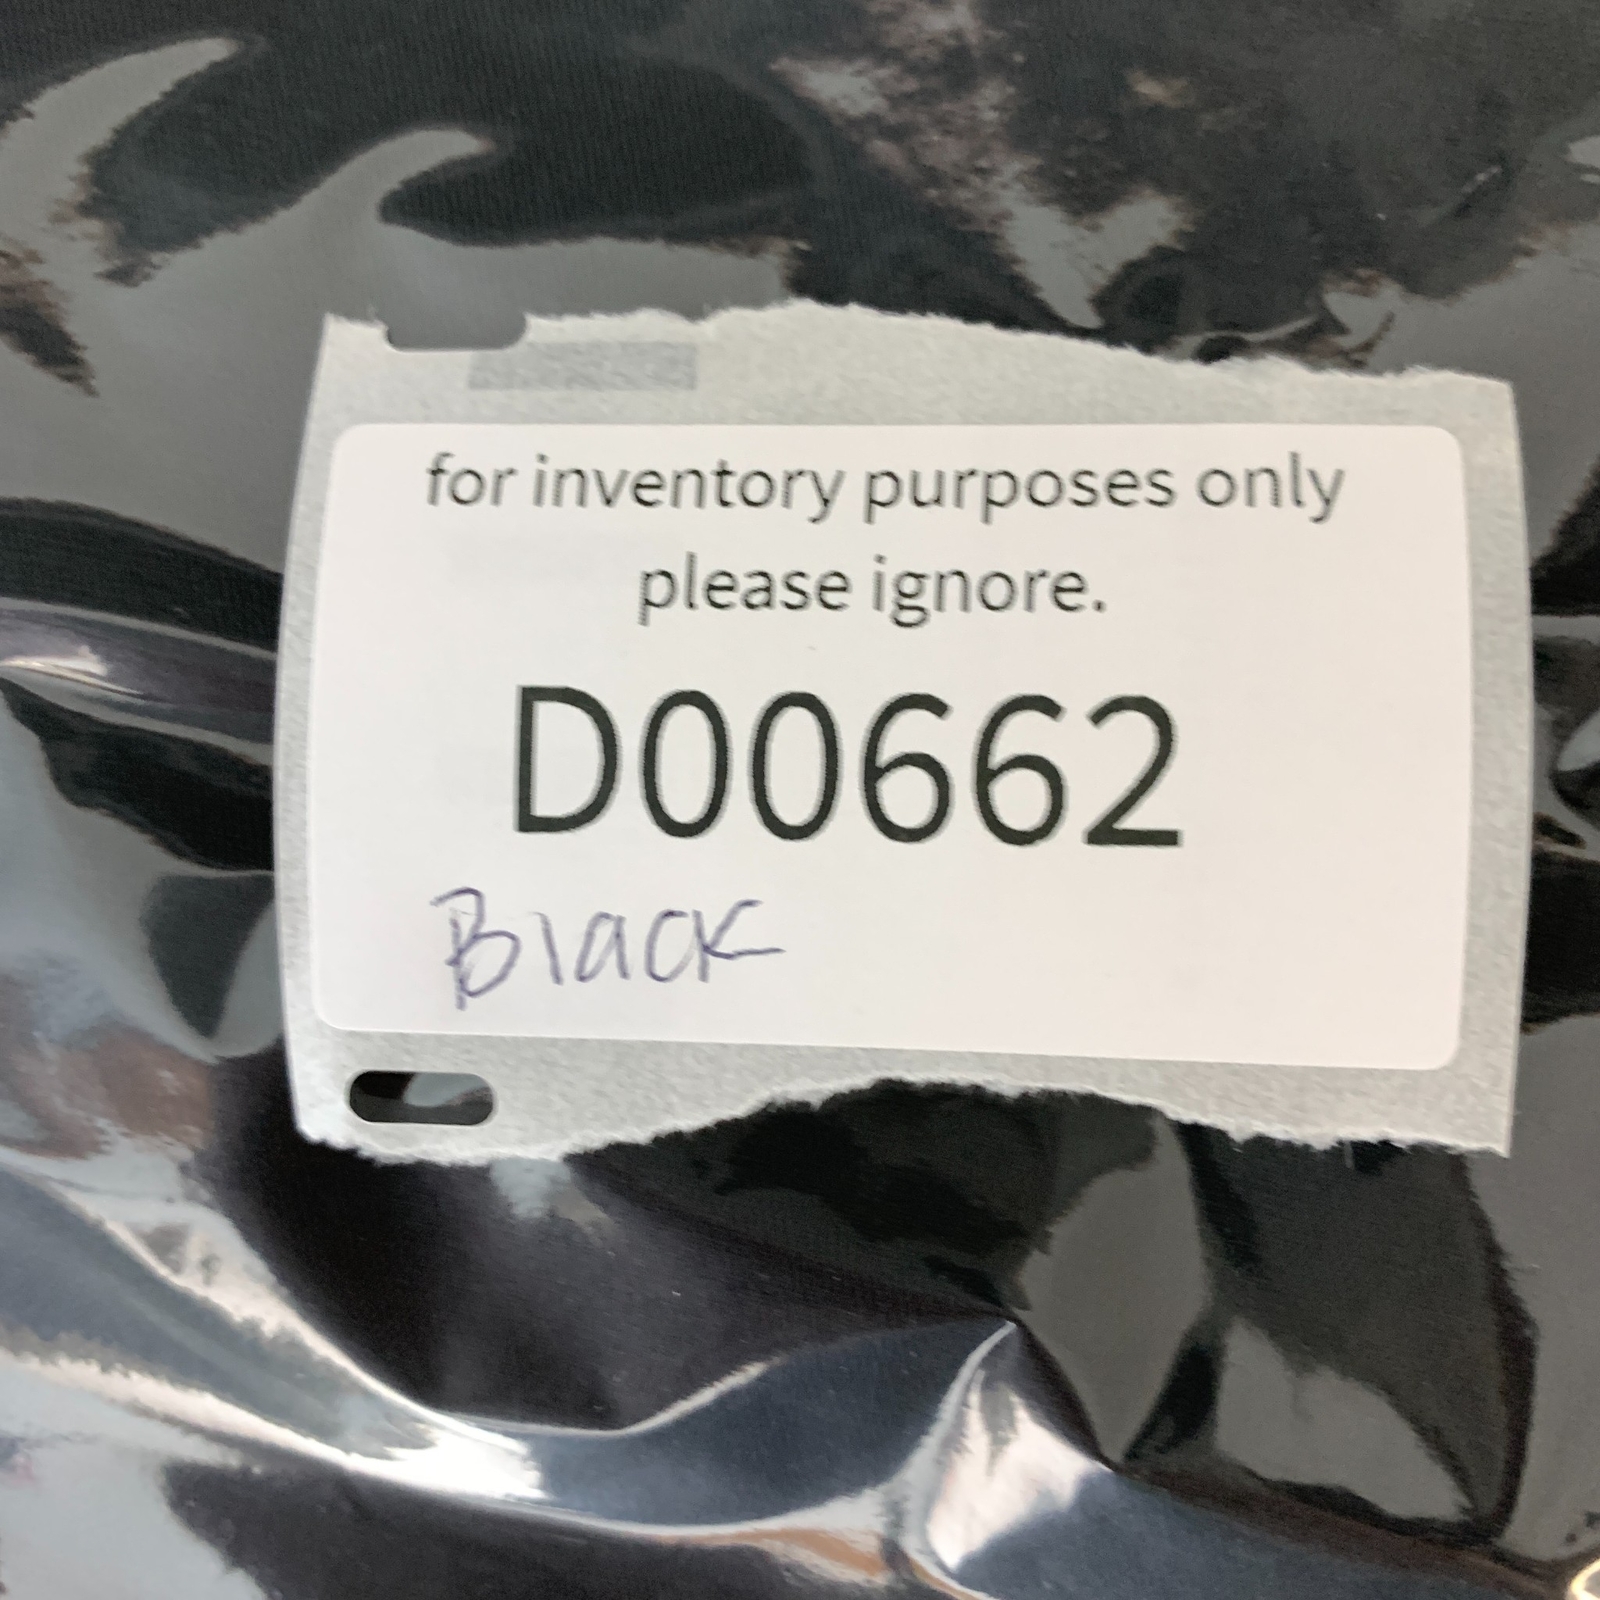 for inventory purposes only
please ignore.
D00662
Black